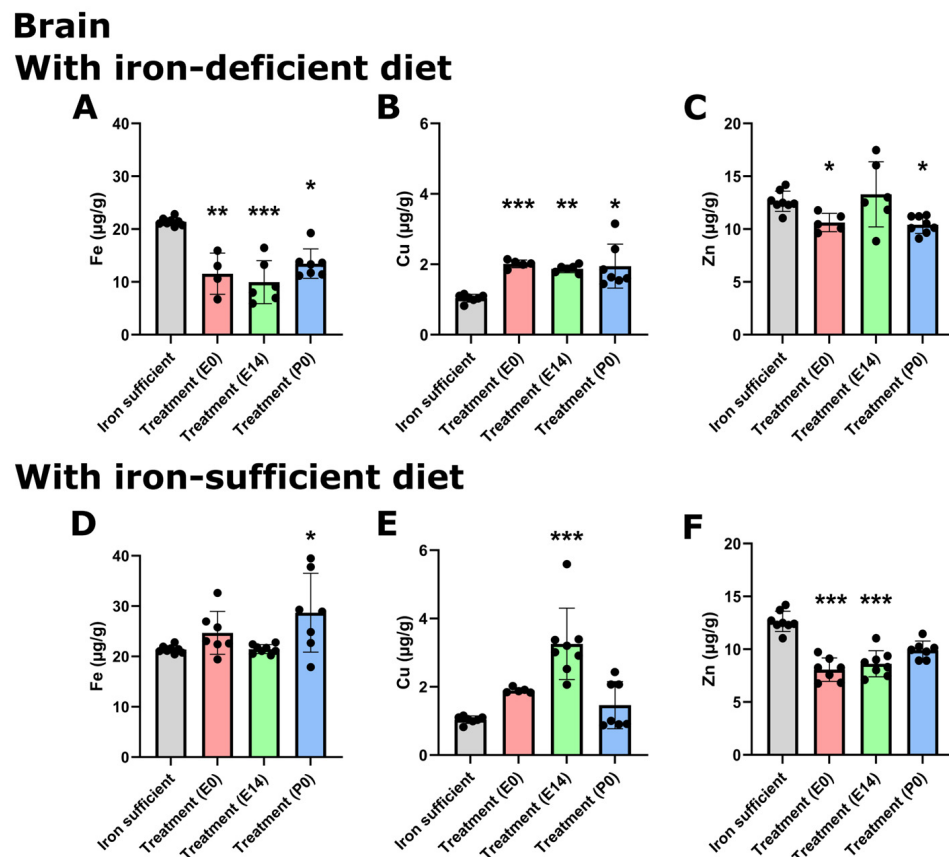 Brain
With iron-deficient diet
A
B
C
40
30
20
10
0
Fe (µg/g)
**
***
*
Iron sufficient
Treatment (E0)
Treatment (E14)
Treatment (P0)
6
4
2
0
Cu (µg/g)
***
**
*
Iron sufficient
Treatment (E0)
Treatment (E14)
Treatment (P0)
20
15
10
5
0
Zn (µg/g)
*
*
Iron sufficient
Treatment (E0)
Treatment (E14)
Treatment (P0)
With iron-sufficient diet
D
E
F
40
30
20
10
0
Fe (µg/g)
*
Iron sufficient
Treatment (E0)
Treatment (E14)
Treatment (P0)
6
4
2
0
Cu (µg/g)
***
Iron sufficient
Treatment (E0)
Treatment (E14)
Treatment (P0)
20
15
10
5
0
Zn (µg/g)
***
***
Iron sufficient
Treatment (E0)
Treatment (E14)
Treatment (P0)